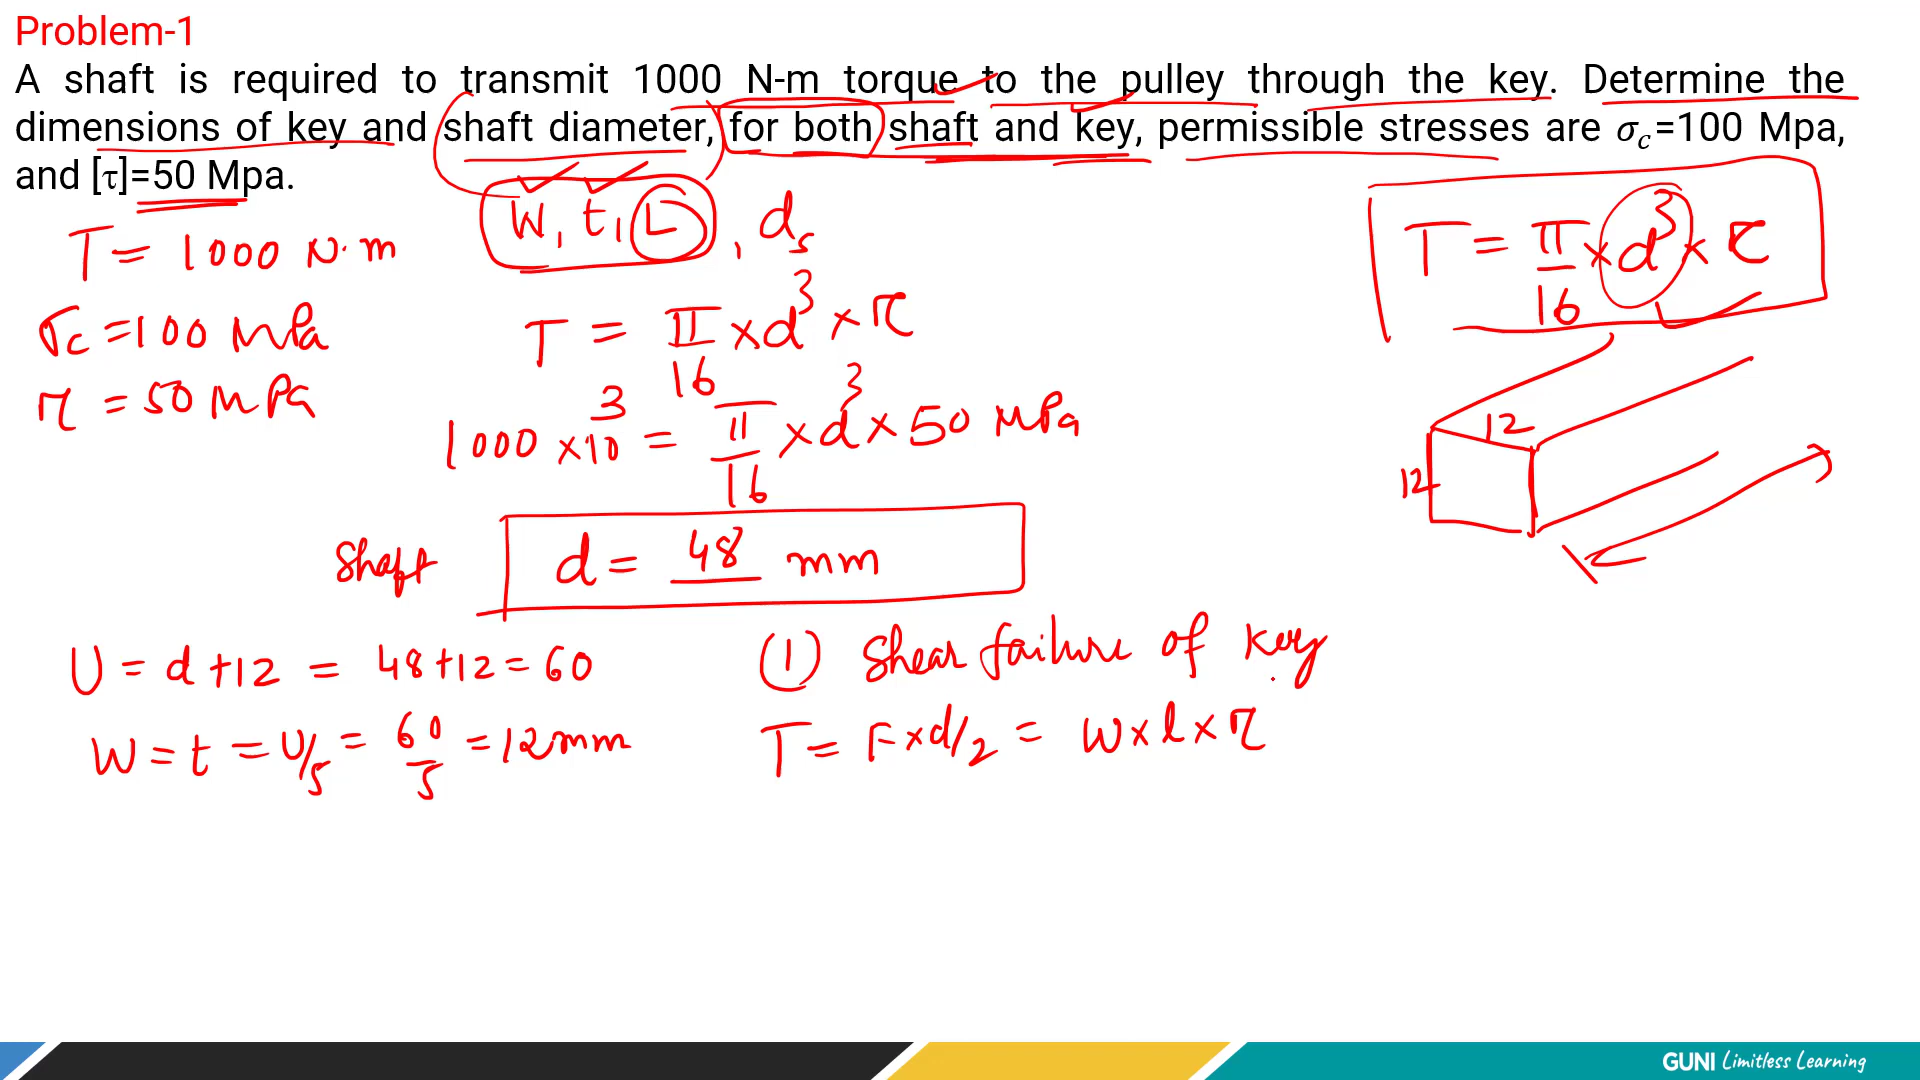 Problem-1
A shaft is required to transmit 1000 N-m torque to the pulley through the key. Determine the
dimensions of key and shaft diameter, for both shaft and key, permissible stresses are σc=100 Mpa,
and [τ]=50 Mpa.
T = 1000 N·m
W, t, L , ds
T = π/16 × d³ × τ
σc = 100 MPa
T = π/16 × d³ × τ
τ = 50 MPa
1000 × 10³ = π/16 × d³ × 50 MPa
12
12
Shaft d = 48 mm
U = d + 12 = 48 + 12 = 60
(1) Shear failure of key
W = t = U/5 = 60/5 = 12 mm
T = F × d/2 = w × l × τ
GUNI Limitless Learning